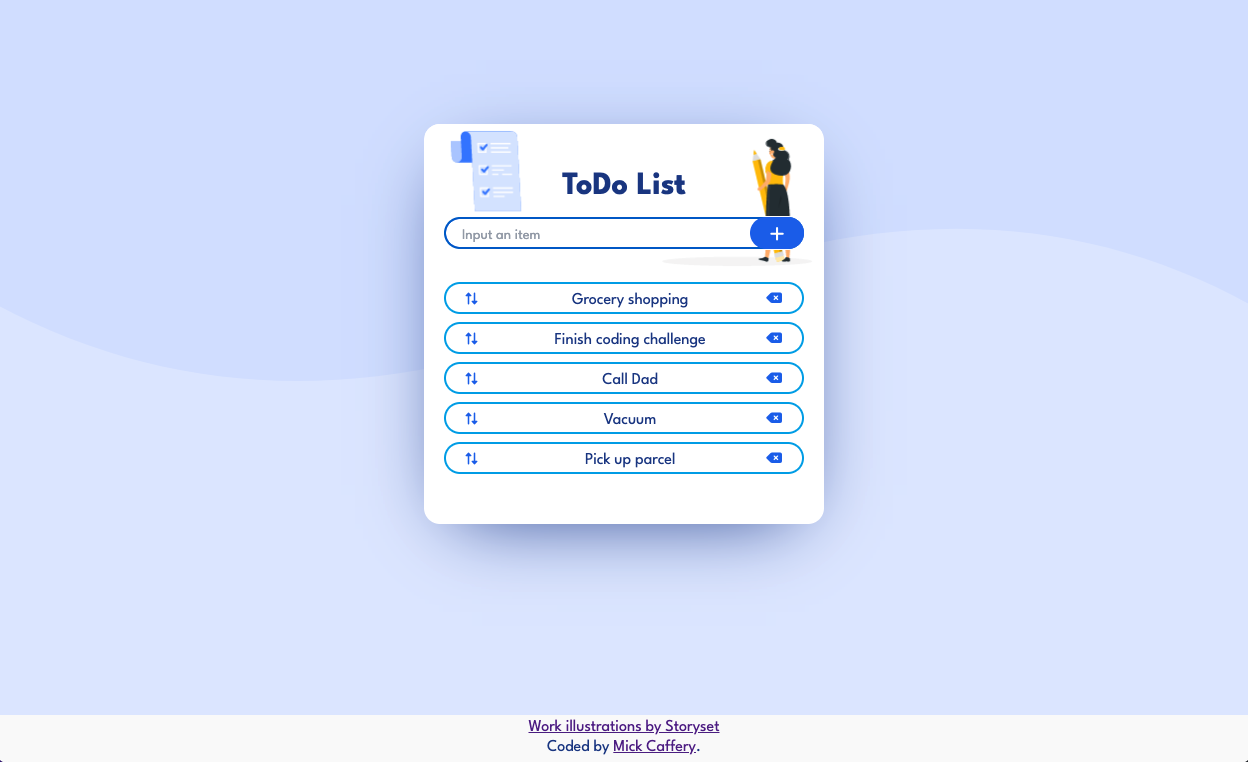 ToDo List
Input an item
Grocery shopping
Finish coding challenge
Call Dad
Vacuum
Pick up parcel
Work illustrations by Storyset
Coded by Mick Caffery.